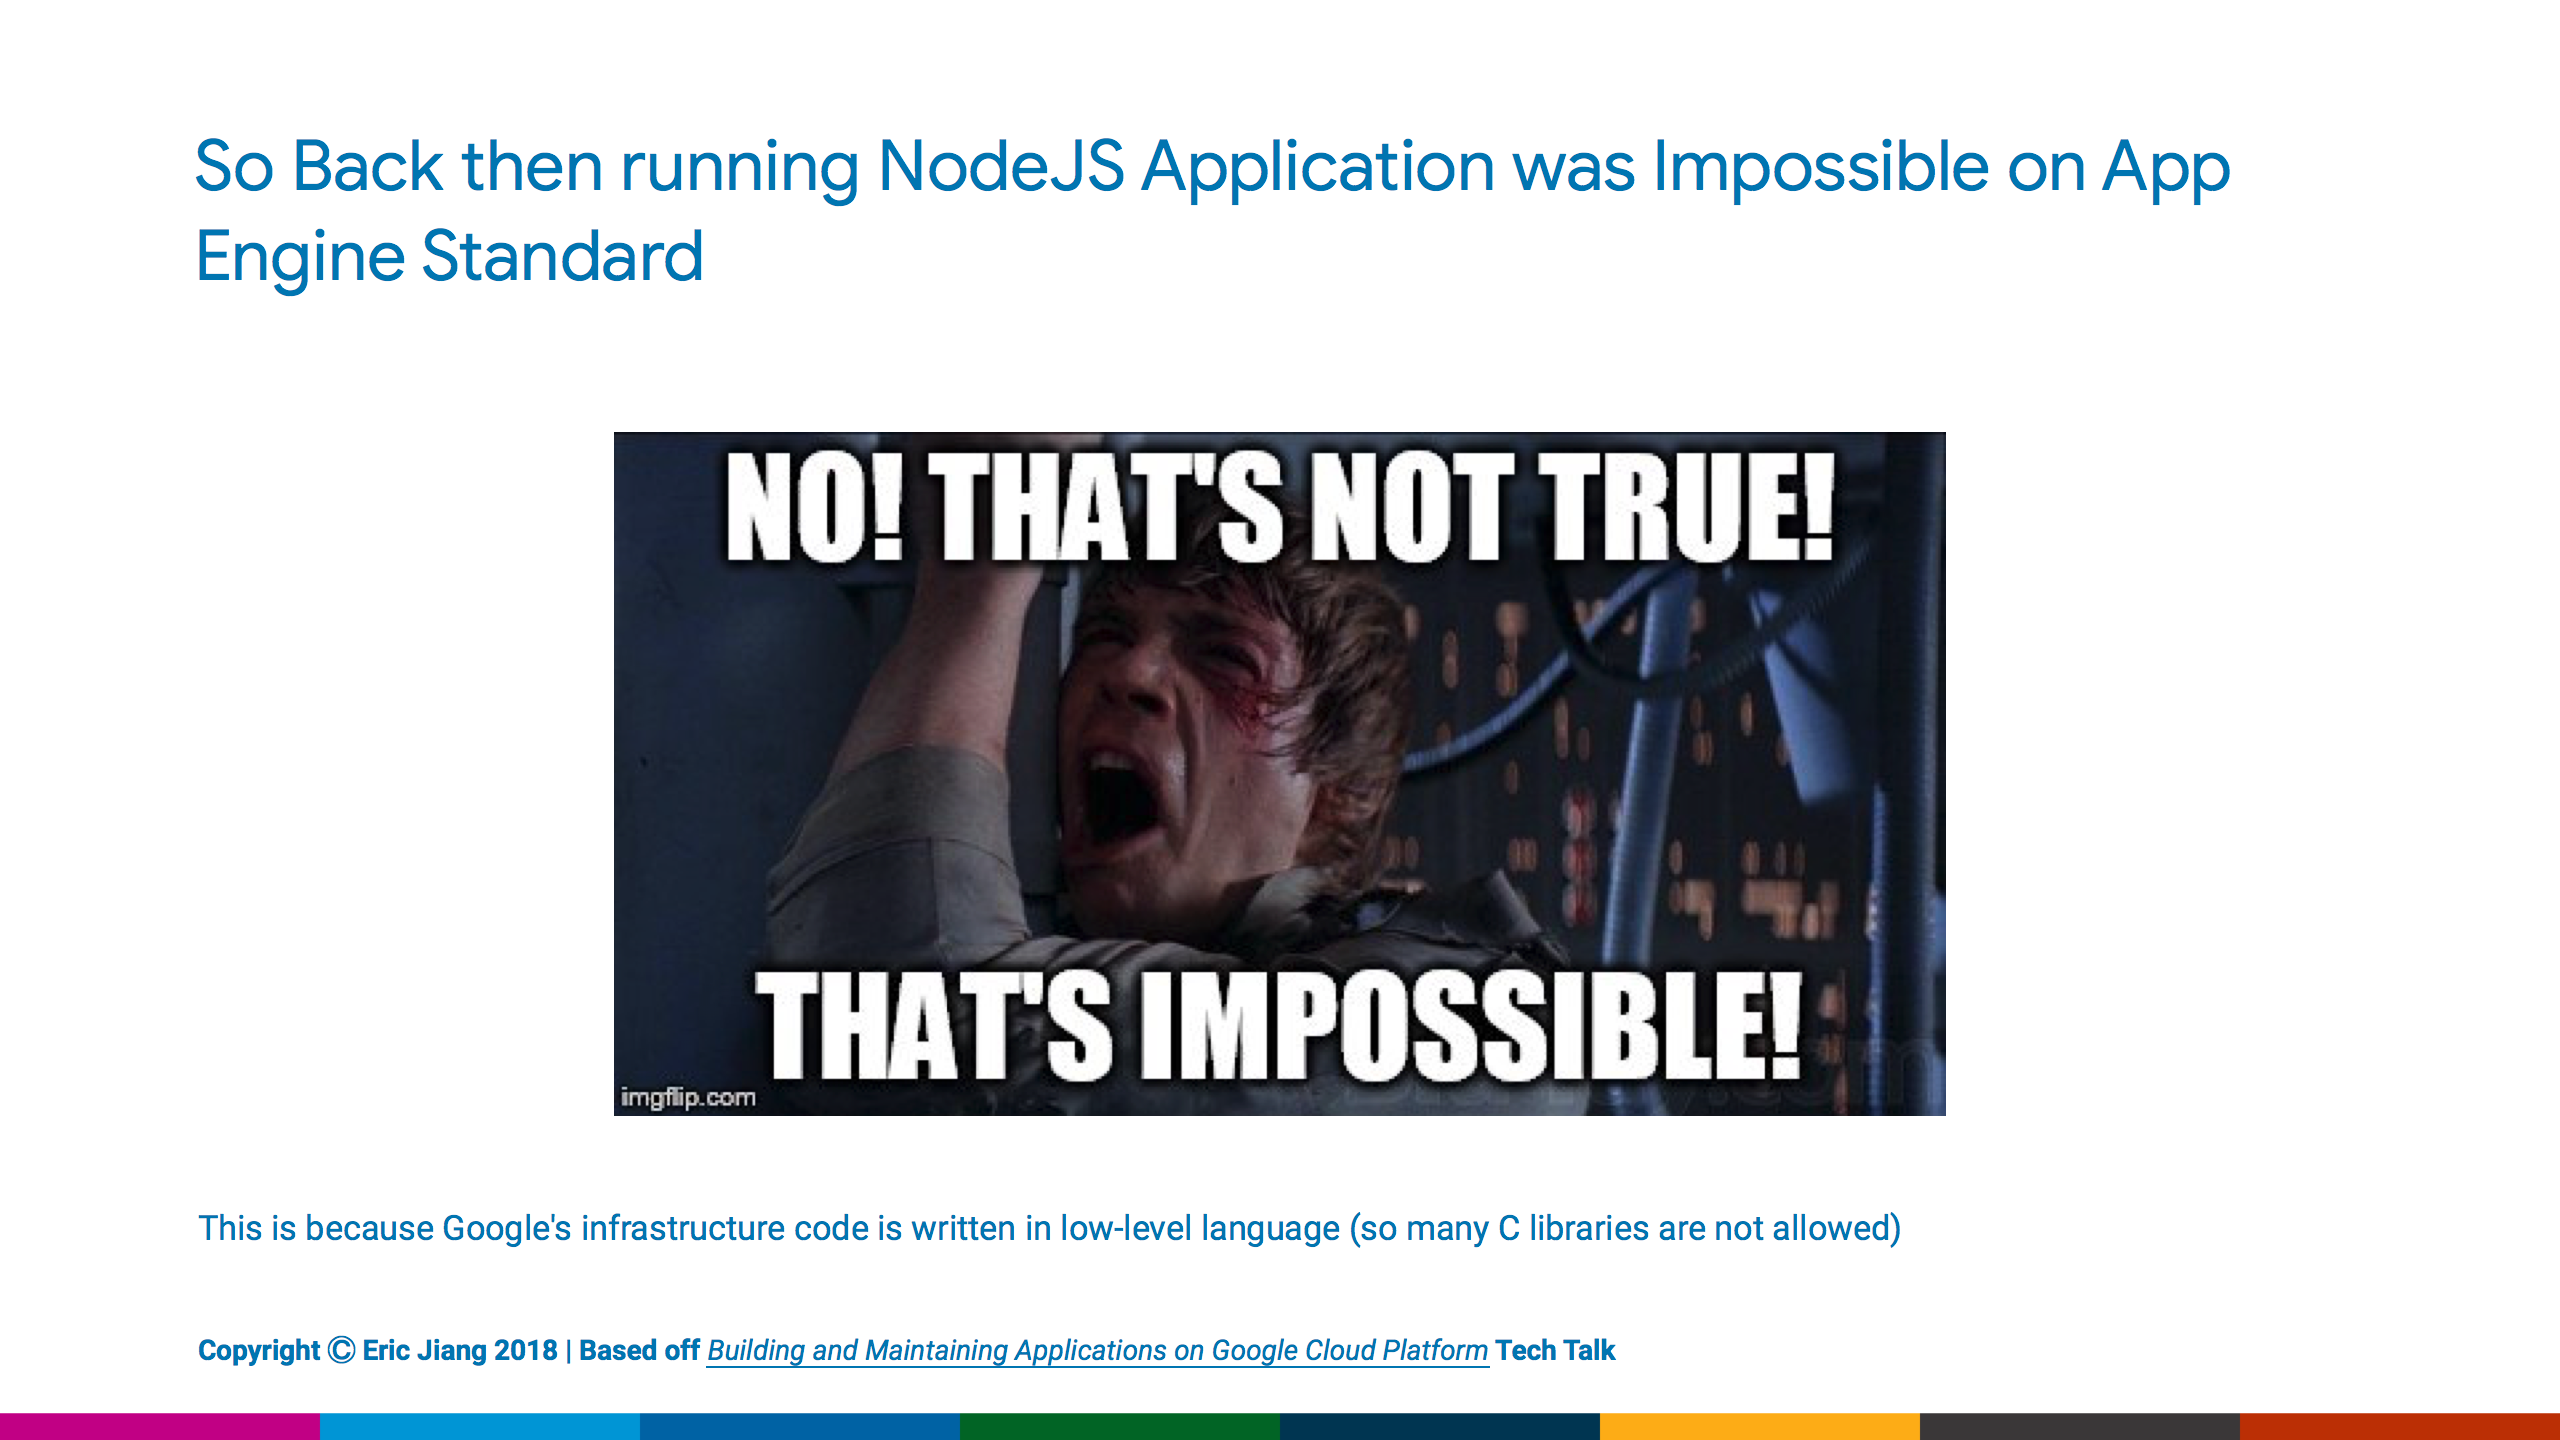 So Back then running NodeJS Application was Impossible on App
Engine Standard
NO! THAT'S NOT TRUE!
THAT'S IMPOSSIBLE!
imgflip.com
This is because Google's infrastructure code is written in low-level language (so many C libraries are not allowed)
Copyright © Eric Jiang 2018 | Based off Building and Maintaining Applications on Google Cloud Platform Tech Talk